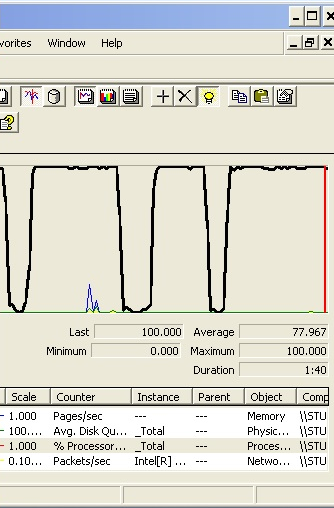 vorites Window Help
Last 100.000 Average 77.967
Minimum 0.000 Maximum 100.000
Duration 1:40
Scale Counter Instance Parent Object Comp
1.000 Pages/sec --- --- Memory \\STU
100.... Avg. Disk Qu... _Total --- Physic... \\STU
1.000 % Processor... _Total --- Proces... \\STU
0.10... Packets/sec Intel[R] ... --- Netwo... \\STU